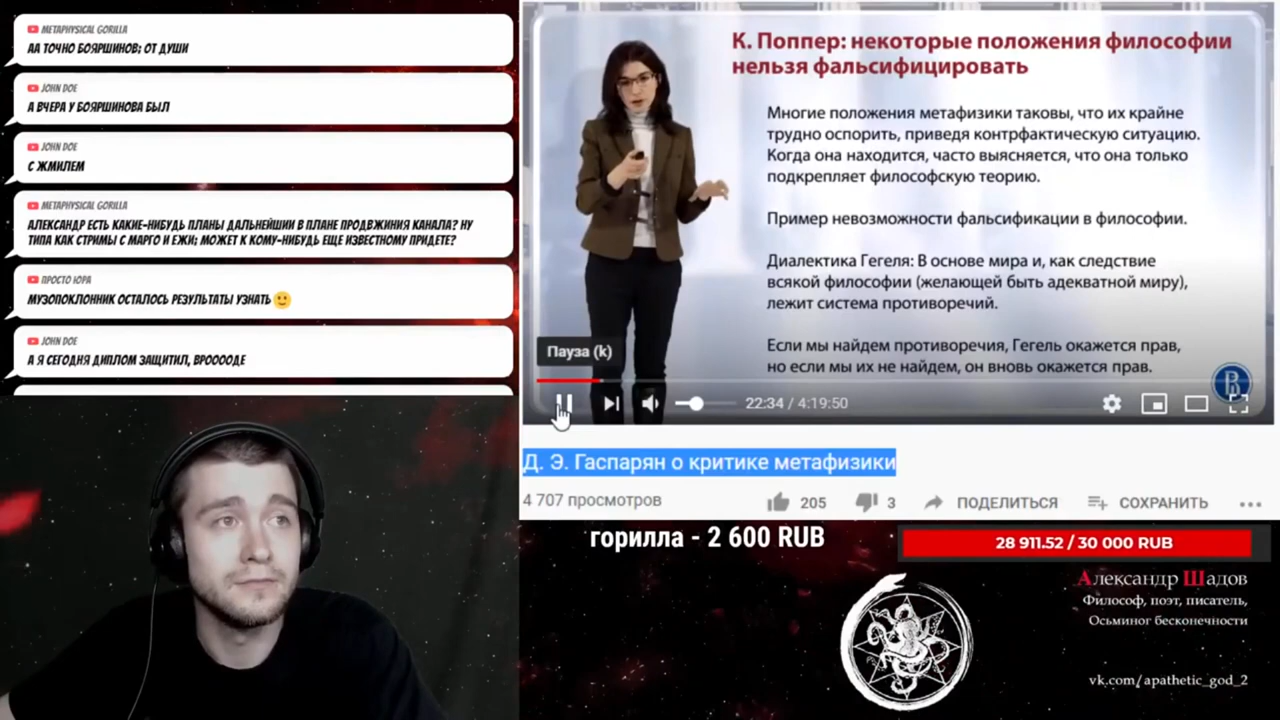 METAPHYSICAL GORILLA
АА ТОЧНО БОЯРШИНОВ; ОТ ДУШИ
JOHN DOE
А ВЧЕРА У БОЯРШИНОВА БЫЛ
JOHN DOE
С ЖМИЛЕМ
METAPHYSICAL GORILLA
АЛЕКСАНДР ЕСТЬ КАКИЕ-НИБУДЬ ПЛАНЫ ДАЛЬНЕЙШИИ В ПЛАНЕ ПРОДВЖИНИЯ КАНАЛА? НУ
ТИПА КАК СТРИМЫ С МАРГО И ЕЖИ; МОЖЕТ К КОМУ-НИБУДЬ ЕЩЕ ИЗВЕСТНОМУ ПРИДЕТЕ?
ПРОСТО ЮРА
МУЗОПОКЛОННИК ОСТАЛОСЬ РЕЗУЛЬТАТЫ УЗНАТЬ
JOHN DOE
А Я СЕГОДНЯ ДИПЛОМ ЗАЩИТИЛ, ВРООООДЕ
К. Поппер: некоторые положения философии
нельзя фальсифицировать
Многие положения метафизики таковы, что их крайне
трудно оспорить, приведя контрфактическую ситуацию.
Когда она находится, часто выясняется, что она только
подкрепляет философскую теорию.
Пример невозможности фальсификации в философии.
Диалектика Гегеля: В основе мира и, как следствие
всякой философии (желающей быть адекватной миру),
лежит система противоречий.
Если мы найдем противоречия, Гегель окажется прав,
но если мы их не найдем, он вновь окажется прав.
Пауза (k)
22:34 / 4:19:50
Д. Э. Гаспарян о критике метафизики
4 707 просмотров
205
3
ПОДЕЛИТЬСЯ
СОХРАНИТЬ
горилла - 2 600 RUB
28 911.52 / 30 000 RUB
Александр Шадов
Философ, поэт, писатель,
Осьминог бесконечности
vk.com/apathetic_god_2